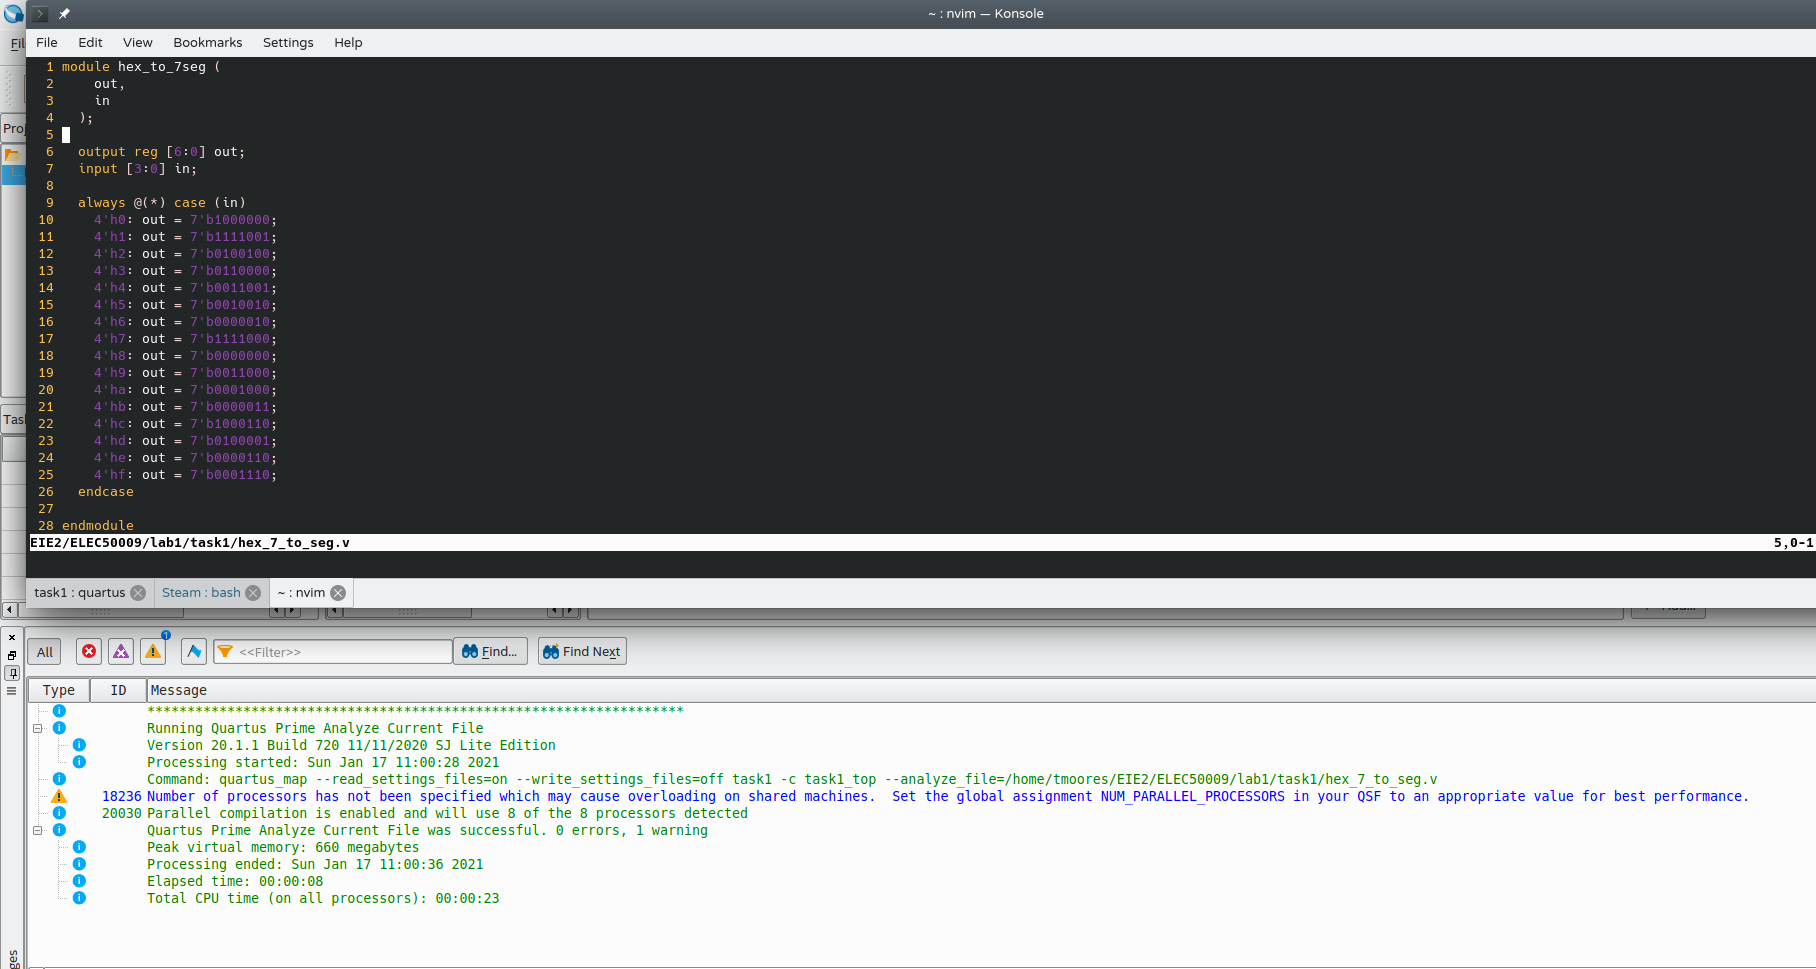 ~ : nvim — Konsole
File Edit View Bookmarks Settings Help
1 module hex_to_7seg (
2     out,
3     in
4   );
5
6   output reg [6:0] out;
7   input [3:0] in;
8
9   always @(*) case (in)
10     4'h0: out = 7'b1000000;
11     4'h1: out = 7'b1111001;
12     4'h2: out = 7'b0100100;
13     4'h3: out = 7'b0110000;
14     4'h4: out = 7'b0011001;
15     4'h5: out = 7'b0010010;
16     4'h6: out = 7'b0000010;
17     4'h7: out = 7'b1111000;
18     4'h8: out = 7'b0000000;
19     4'h9: out = 7'b0011000;
20     4'ha: out = 7'b0001000;
21     4'hb: out = 7'b0000011;
22     4'hc: out = 7'b1000110;
23     4'hd: out = 7'b0100001;
24     4'he: out = 7'b0000110;
25     4'hf: out = 7'b0001110;
26   endcase
27
28 endmodule
EIE2/ELEC50009/lab1/task1/hex_7_to_seg.v 5,0-1
task1 : quartus Steam : bash ~ : nvim
All <<Filter>> Find... Find Next
Type ID Message
*******************************************************************
Running Quartus Prime Analyze Current File
Version 20.1.1 Build 720 11/11/2020 SJ Lite Edition
Processing started: Sun Jan 17 11:00:28 2021
Command: quartus_map --read_settings_files=on --write_settings_files=off task1 -c task1_top --analyze_file=/home/tmoores/EIE2/ELEC50009/lab1/task1/hex_7_to_seg.v
18236 Number of processors has not been specified which may cause overloading on shared machines.  Set the global assignment NUM_PARALLEL_PROCESSORS in your QSF to an appropriate value for best performance.
20030 Parallel compilation is enabled and will use 8 of the 8 processors detected
Quartus Prime Analyze Current File was successful. 0 errors, 1 warning
Peak virtual memory: 660 megabytes
Processing ended: Sun Jan 17 11:00:36 2021
Elapsed time: 00:00:08
Total CPU time (on all processors): 00:00:23